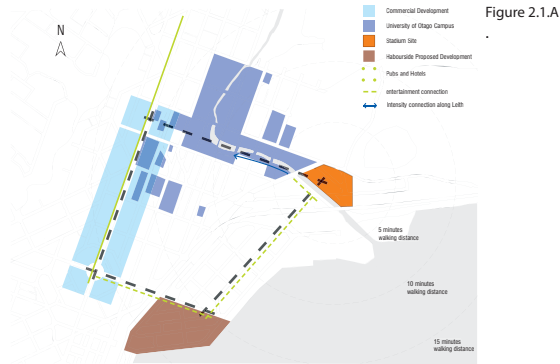 Figure 2.1.A
.
N
Commercial Development
University of Otago Campus
Stadium Site
Habourside Proposed Development
Pubs and Hotels
entertainment connection
Intensity connection along Leith
5 minutes
walking distance
10 minutes
walking distance
15 minutes
walking distance